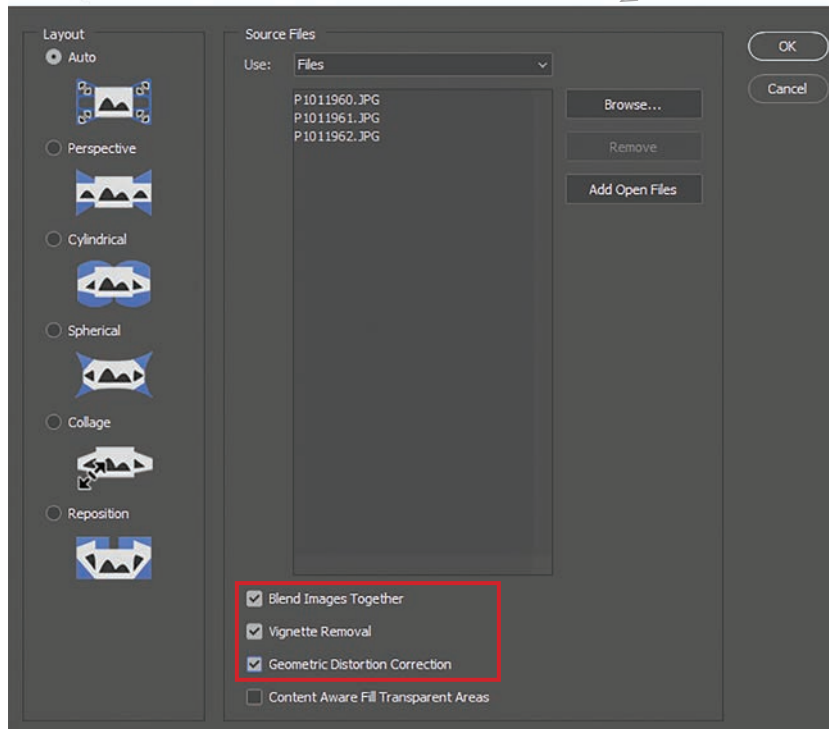 Layout
Auto
Perspective
Cylindrical
Spherical
Collage
Reposition
Source Files
Use: Files
P1011960.JPG
P1011961.JPG
P1011962.JPG
Browse...
Remove
Add Open Files
Blend Images Together
Vignette Removal
Geometric Distortion Correction
Content Aware Fill Transparent Areas
OK
Cancel